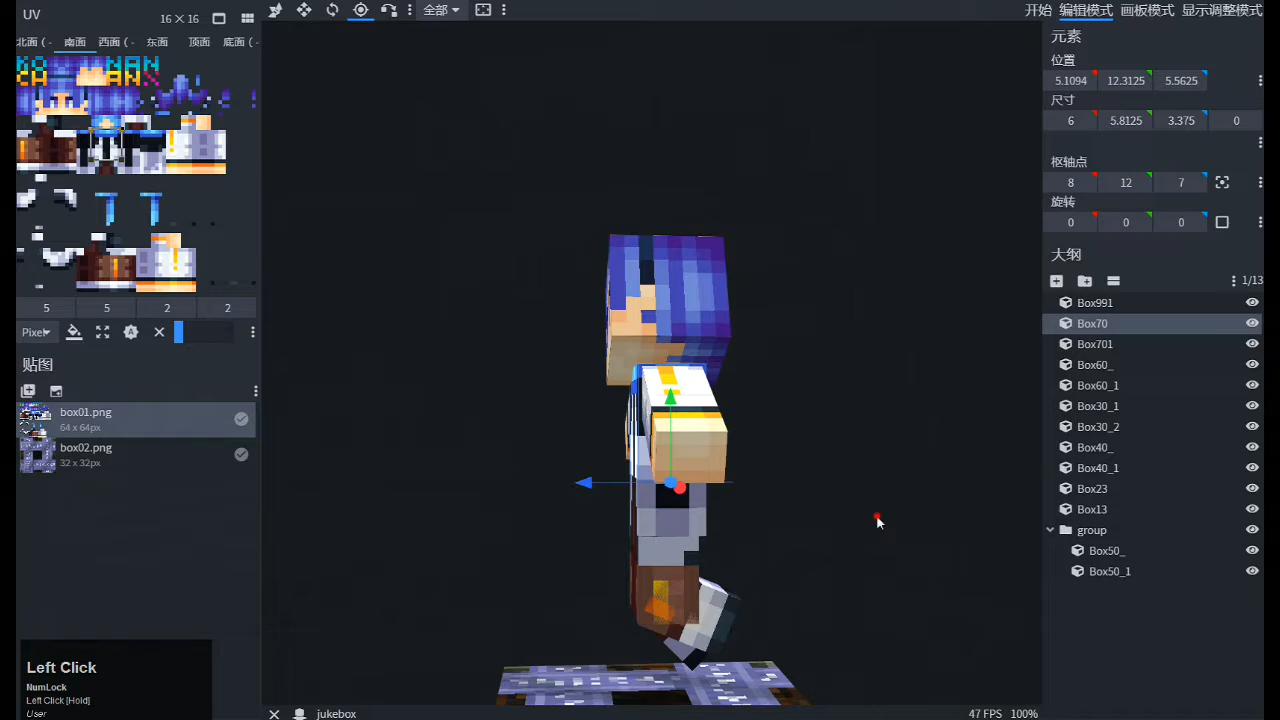 UV
16 × 16
全部
开始 编辑模式 画板模式 显示调整模式
北面 ( 南面 西面 ( 东面 顶面 底面 (
KO NAN
CH AN
5 5 2 2
Pixel
贴图
box01.png
64 x 64px
box02.png
32 x 32px
元素
位置
5.1094 12.3125 5.5625
尺寸
6 5.8125 3.375 0
枢轴点
8 12 7
旋转
0 0 0
大纲
1/13
Box991
Box70
Box701
Box60_
Box60_1
Box30_1
Box30_2
Box40_
Box40_1
Box23
Box13
group
Box50_
Box50_1
Left Click
NumLock
Left Click [Hold]
User
jukebox
47 FPS 100%